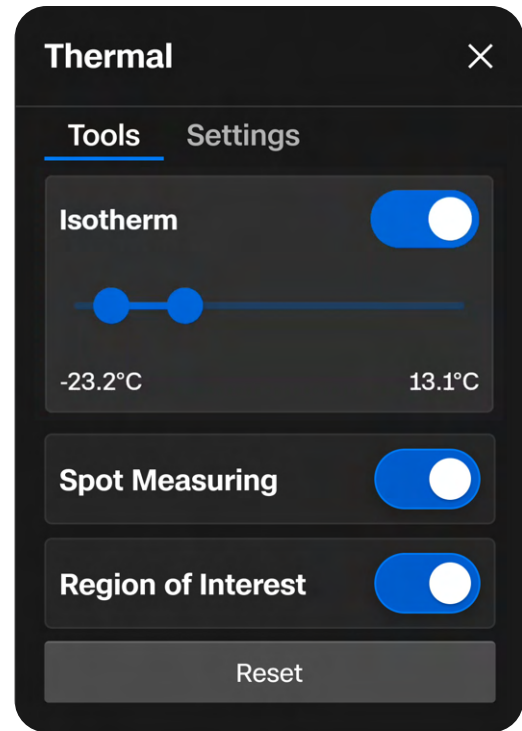 Thermal
Tools Settings
Isotherm
-23.2°C 13.1°C
Spot Measuring
Region of Interest
Reset